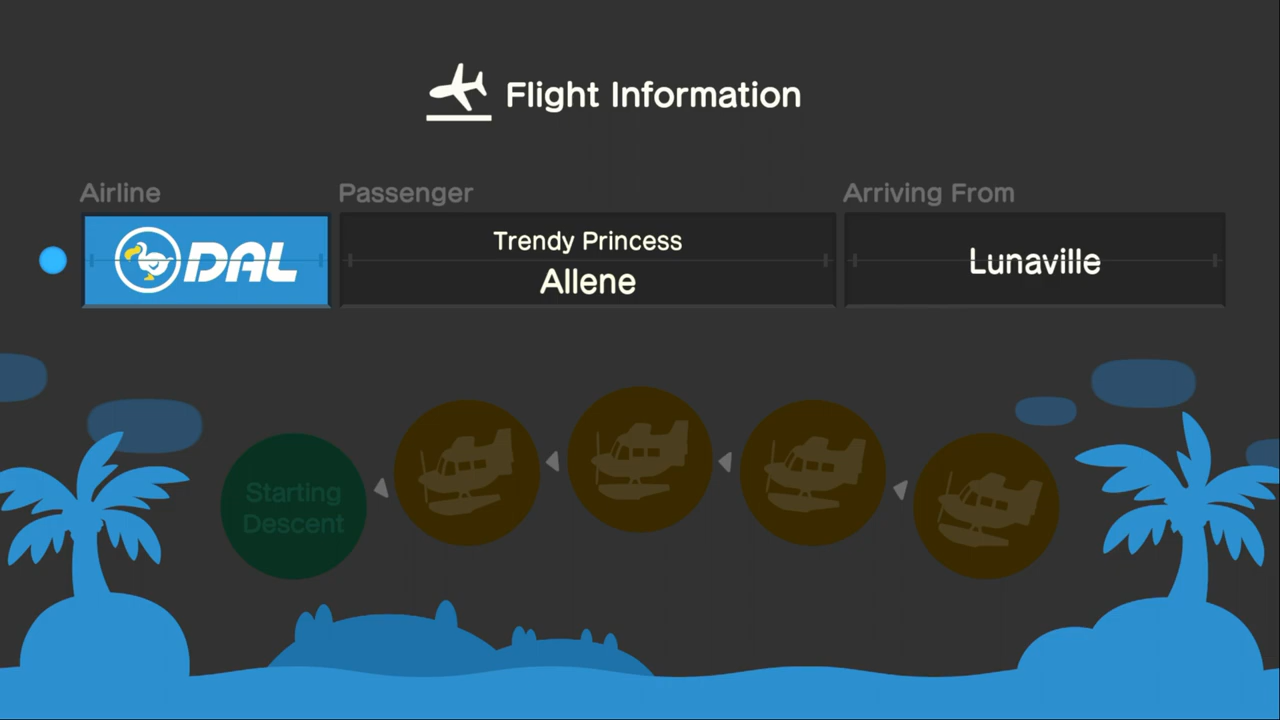 Flight Information
Airline
Passenger
Arriving From
DAL
Trendy Princess
Allene
Lunaville
Starting
Descent